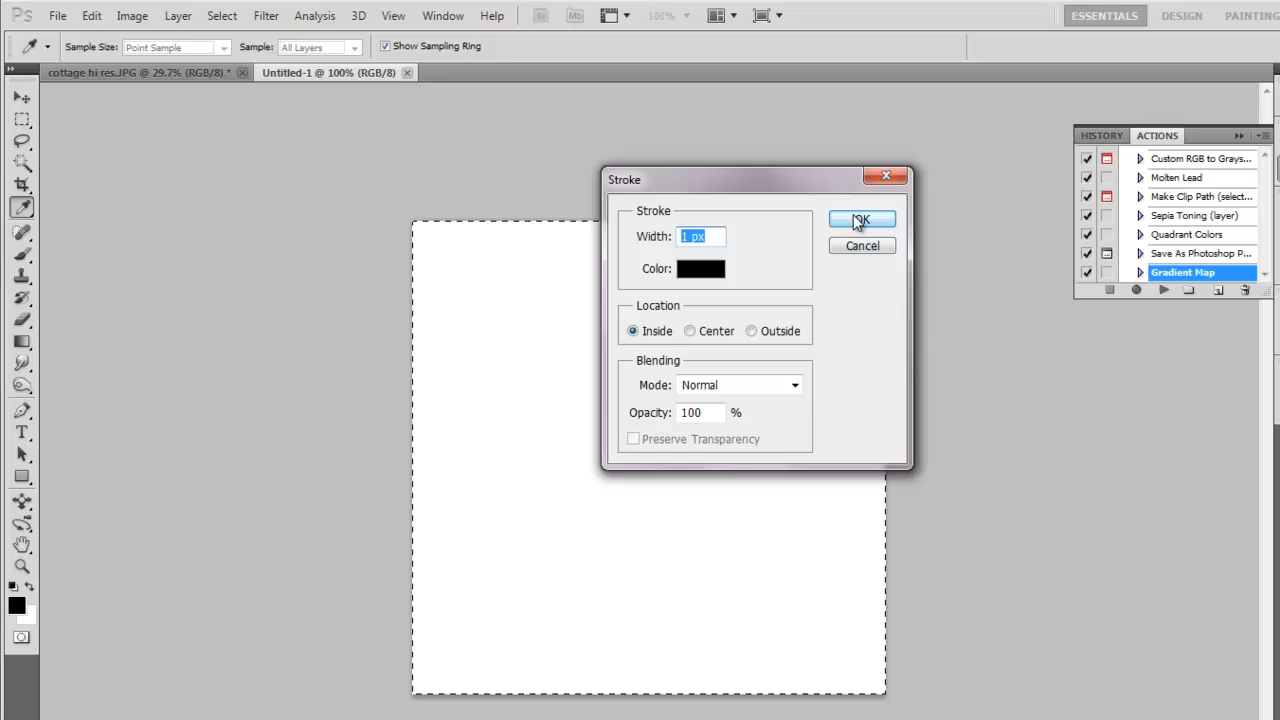 Ps File Edit Image Layer Select Filter Analysis 3D View Window Help Br Mb 100% ESSENTIALS DESIGN PAINTING
Sample Size: Point Sample Sample: All Layers Show Sampling Ring
cottage hi res.JPG @ 29.7% (RGB/8) * Untitled-1 @ 100% (RGB/8)
HISTORY ACTIONS
Custom RGB to Grays...
Molten Lead
Make Clip Path (select...
Sepia Toning (layer)
Quadrant Colors
Save As Photoshop P...
Gradient Map
Stroke
Stroke
Width: 1 px
Color:
OK
Cancel
Location
Inside Center Outside
Blending
Mode: Normal
Opacity: 100 %
Preserve Transparency
T